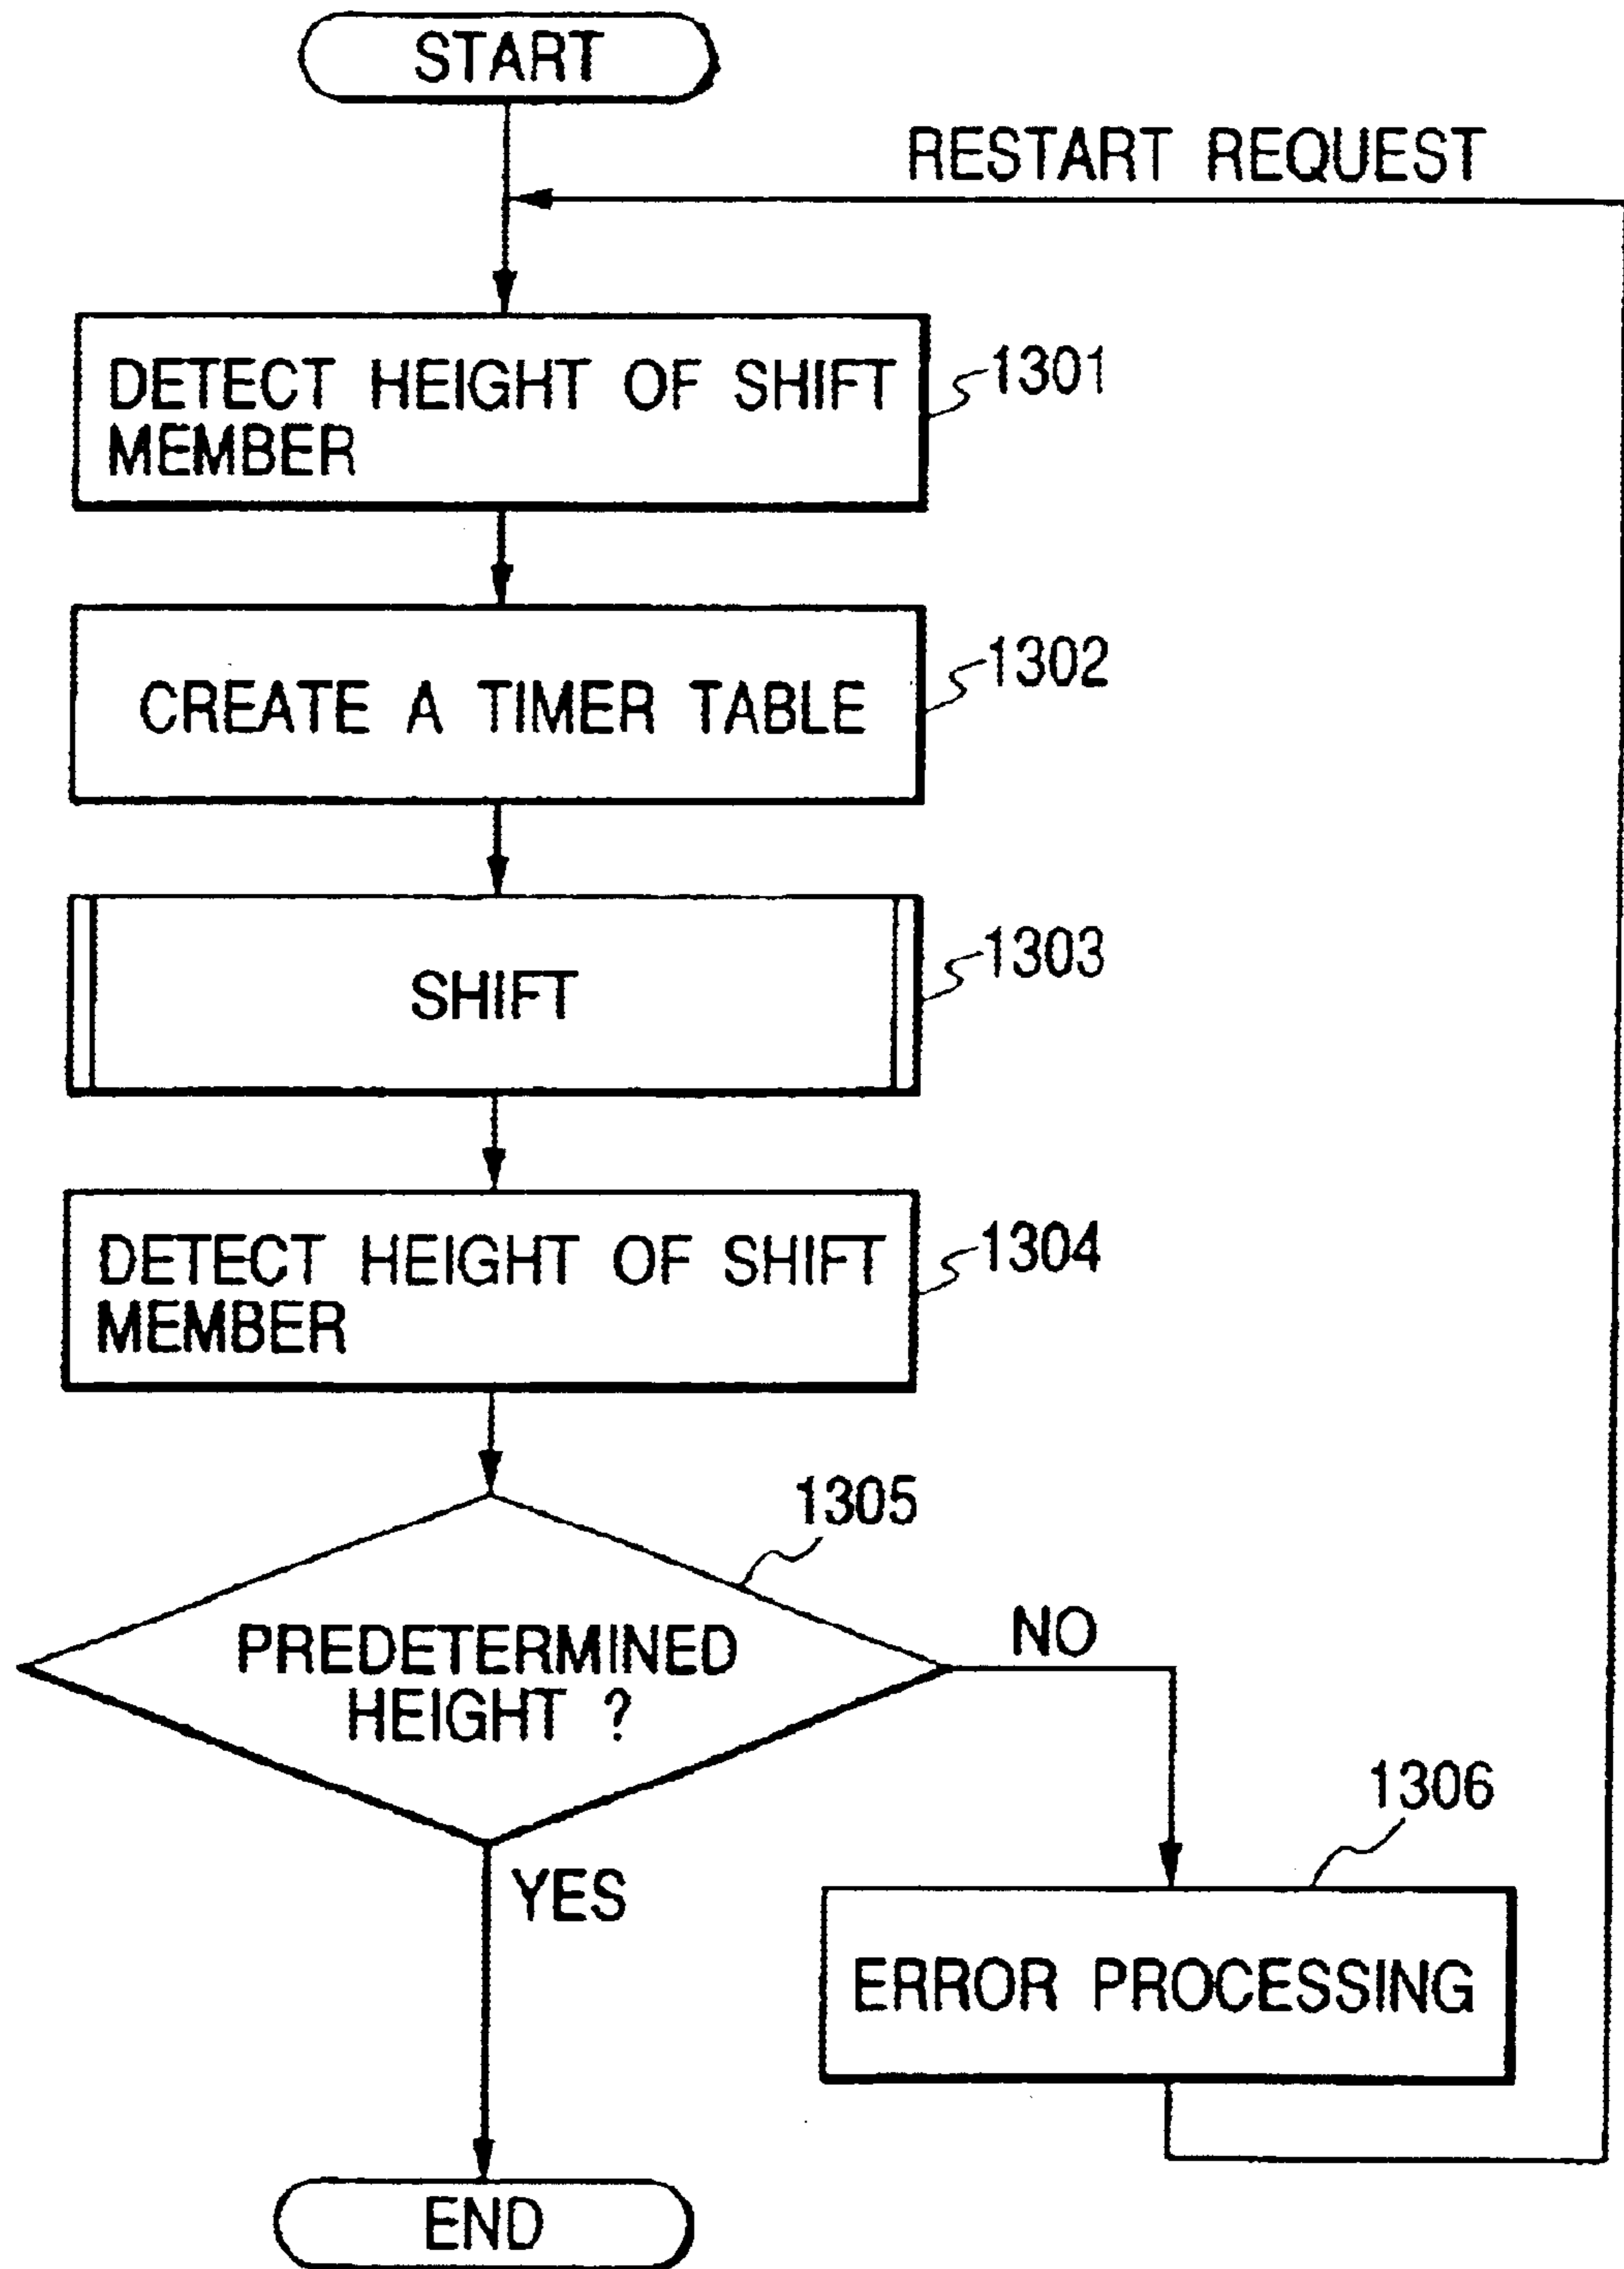 START
RESTART REQUEST
DETECT HEIGHT OF SHIFT
MEMBER
1301
CREATE A TIMER TABLE
1302
SHIFT
1303
DETECT HEIGHT OF SHIFT
MEMBER
1304
1305
PREDETERMINED
HEIGHT ?
NO
YES
1306
ERROR PROCESSING
END